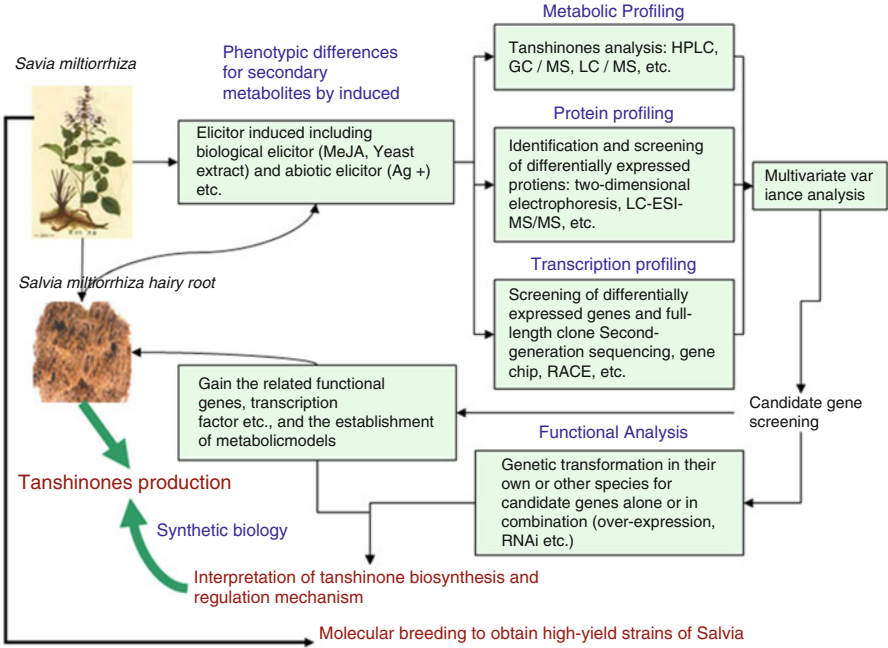 Metabolic Profiling
Savia miltiorrhiza
Phenotypic differences
for secondary
metabolites by induced
Tanshinones analysis: HPLC,
GC / MS, LC / MS, etc.
Elicitor induced including
biological elicitor (MeJA, Yeast
extract) and abiotic elicitor (Ag +)
etc.
Protein profiling
Identification and screening
of differentially expressed
protiens: two-dimensional
electrophoresis, LC-ESI-
MS/MS, etc.
Multivariate var
iance analysis
Transcription profiling
Screening of differentially
expressed genes and full-
length clone Second-
generation sequencing, gene
chip, RACE, etc.
Salvia miltiorrhiza hairy root
Gain the related functional
genes, transcription
factor etc., and the establishment
of metabolicmodels
Candidate gene
screening
Functional Analysis
Genetic transformation in their
own or other species for
candidate genes alone or in
combination (over-expression,
RNAi etc.)
Tanshinones production
Synthetic biology
Interpretation of tanshinone biosynthesis and
regulation mechanism
Molecular breeding to obtain high-yield strains of Salvia